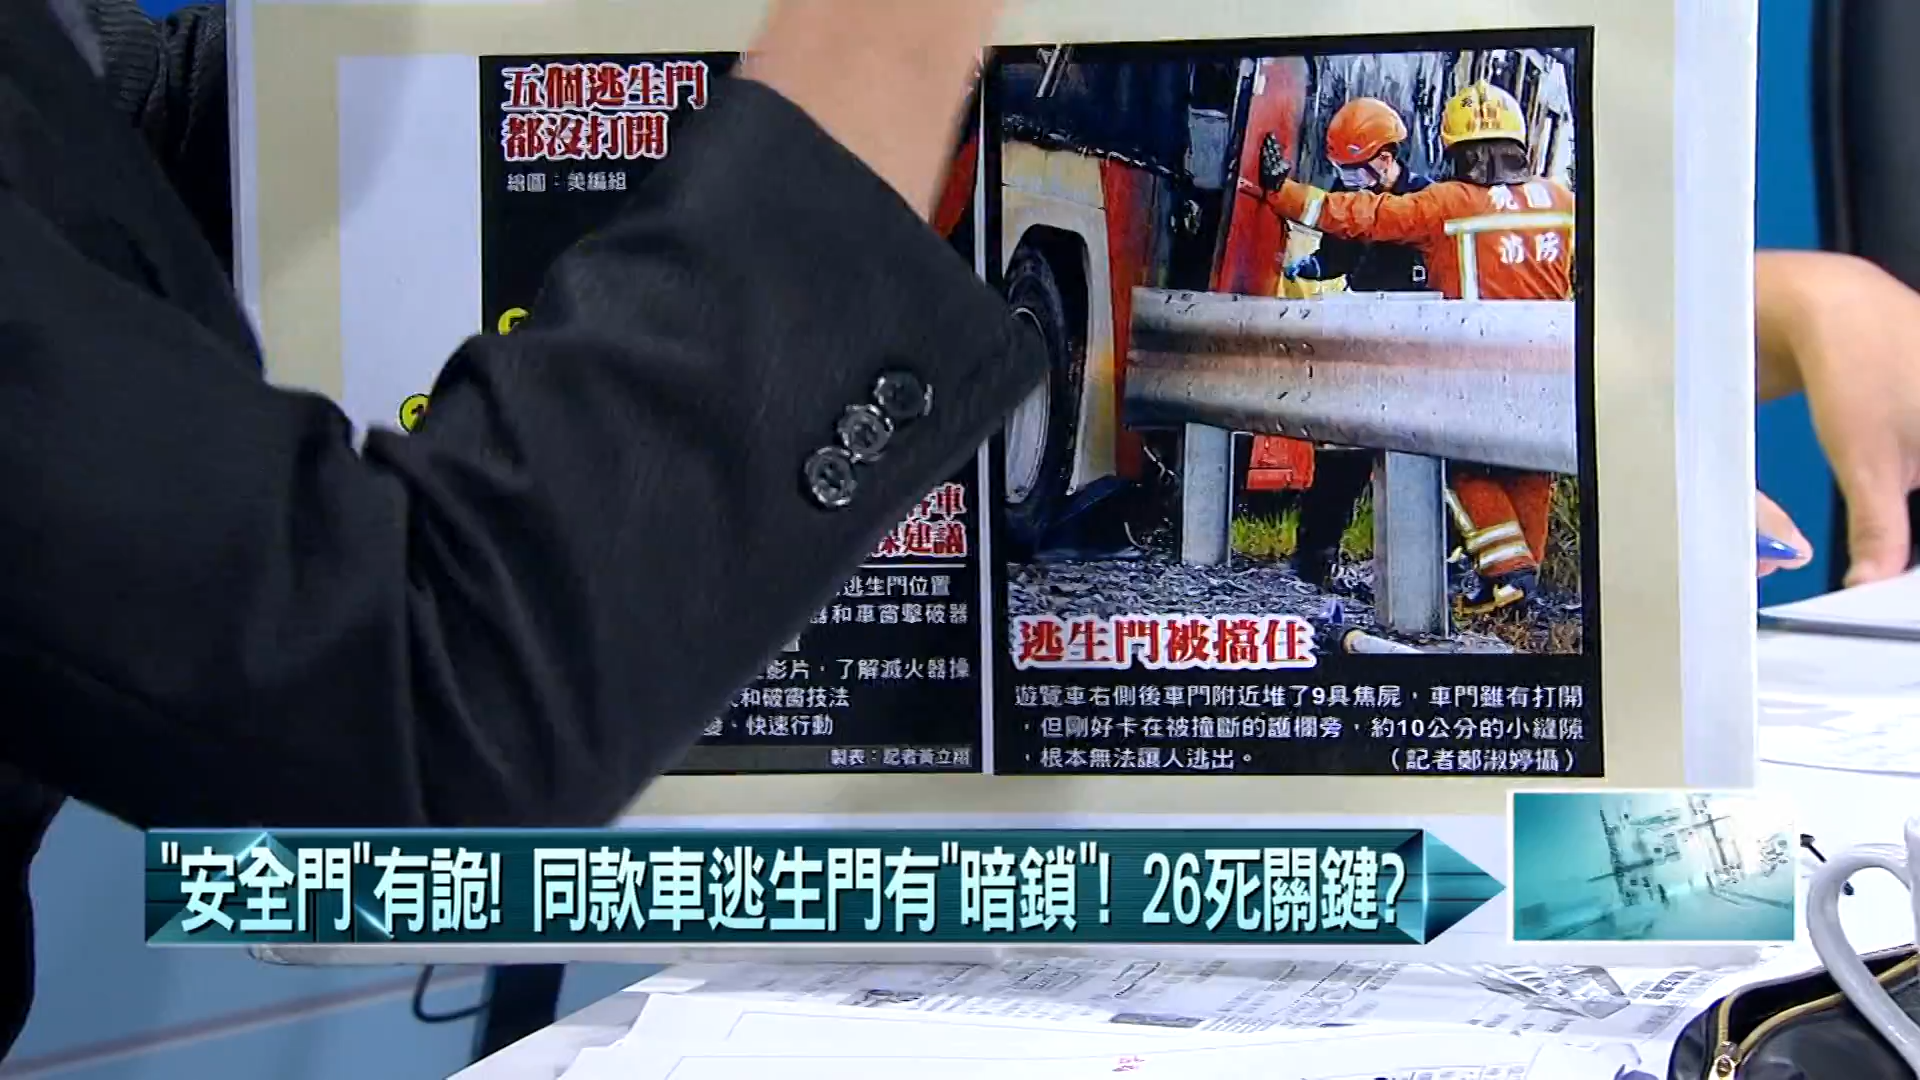 五個逃生門
都沒打開
繪圖：美編組
車
建議
逃生門位置
器和車窗擊破器
影片，了解滅火器操
和破窗技法
、快速行動
製表：記者黃立翔
桃園
消防
逃生門被擋住
遊覽車右側後車門附近堆了9具焦屍，車門雖有打開
，但剛好卡在被撞斷的護欄旁，約10公分的小縫隙
，根本無法讓人逃出。 （記者鄭淑婷攝）
"安全門"有詭! 同款車逃生門有"暗鎖"! 26死關鍵?